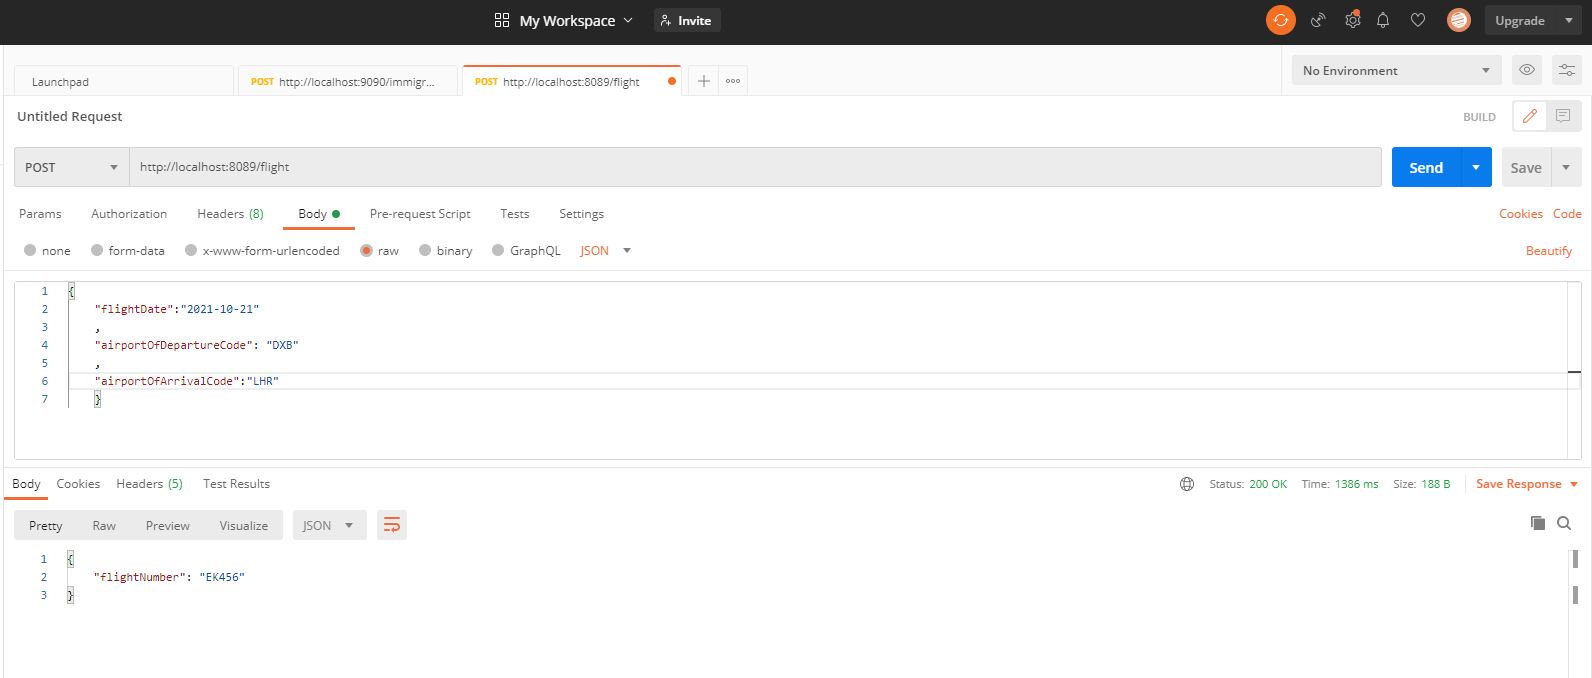 My Workspace Invite Upgrade
Launchpad POST http://localhost:9090/immigr... POST http://localhost:8089/flight No Environment
Untitled Request BUILD
POST http://localhost:8089/flight Send Save
Params Authorization Headers (8) Body Pre-request Script Tests Settings Cookies Code
none form-data x-www-form-urlencoded raw binary GraphQL JSON Beautify
1 {
2 "flightDate":"2021-10-21"
3 ,
4 "airportOfDepartureCode": "DXB"
5 ,
6 "airportOfArrivalCode":"LHR"
7 }
Body Cookies Headers (5) Test Results Status: 200 OK Time: 1386 ms Size: 188 B Save Response
Pretty Raw Preview Visualize JSON
1 {
2 "flightNumber": "EK456"
3 }